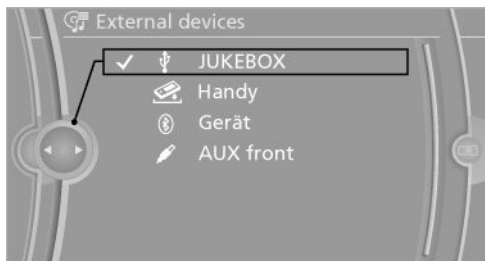 External devices
JUKEBOX
Handy
Gerät
AUX front